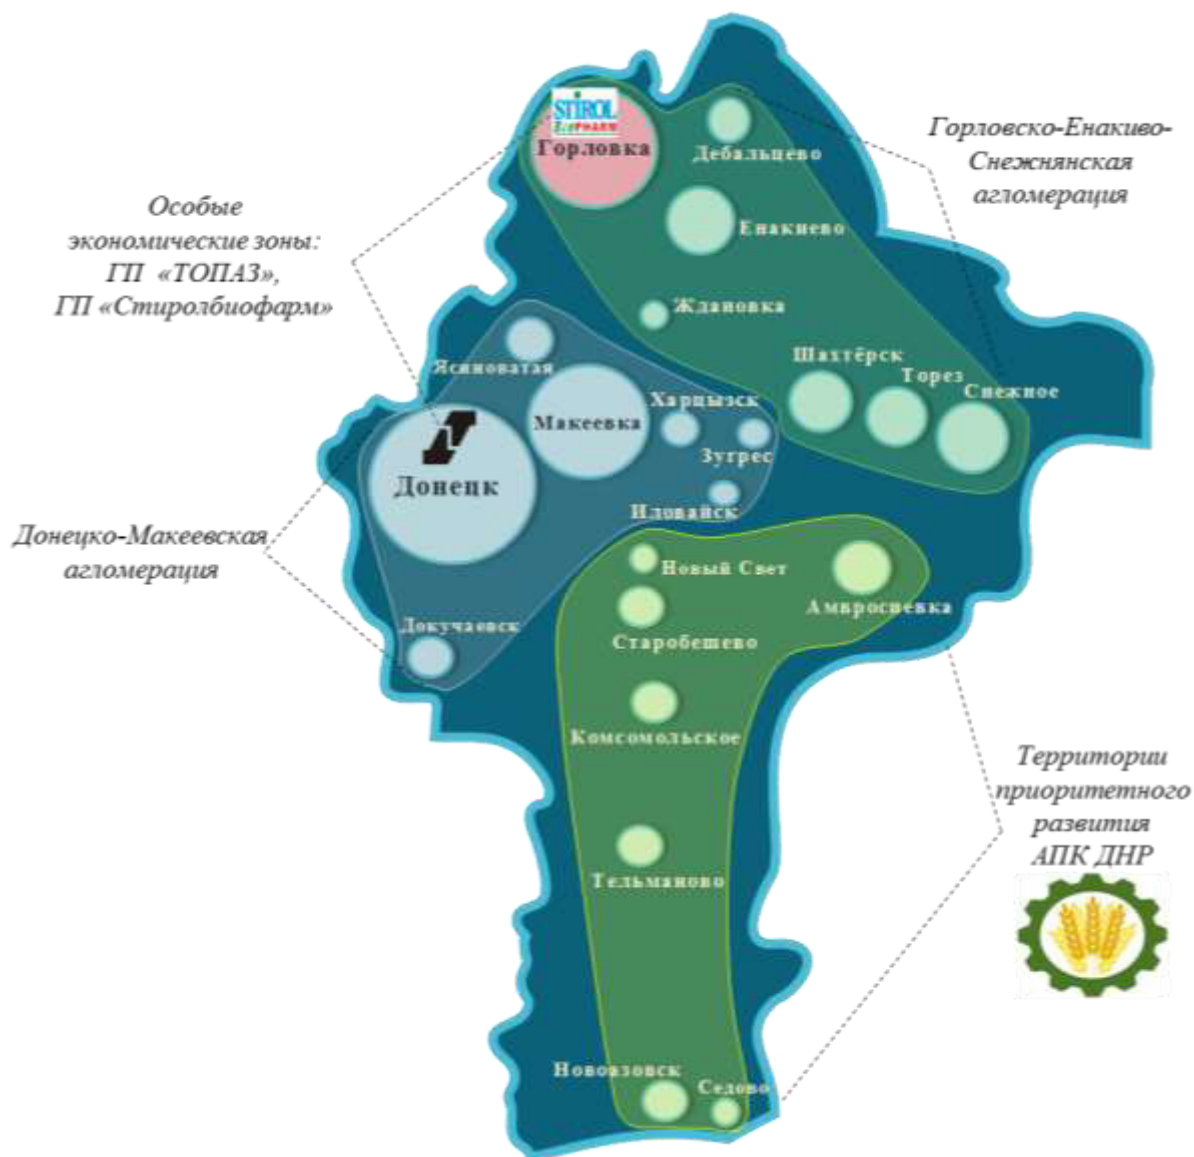 STIROL
BIOPHARM
Горловка
Дебальцево
Горловско-Енакиво-
Снежнянская
агломерация
Енакиево
Особые
экономические зоны:
ГП «ТОПАЗ»,
ГП «Стиролбиофарм»
Ждановка
Ясиноватая
Шахтёрск
Торез
Снежное
Макеевка
Харцызск
Зугрес
Донецк
Иловайск
Донецко-Макеевская
агломерация
Новый Свет
Амвросиевка
Старобешево
Докучаевск
Комсомольское
Территории
приоритетного
развития
АПК ДНР
Тельманово
Новоазовск
Седово